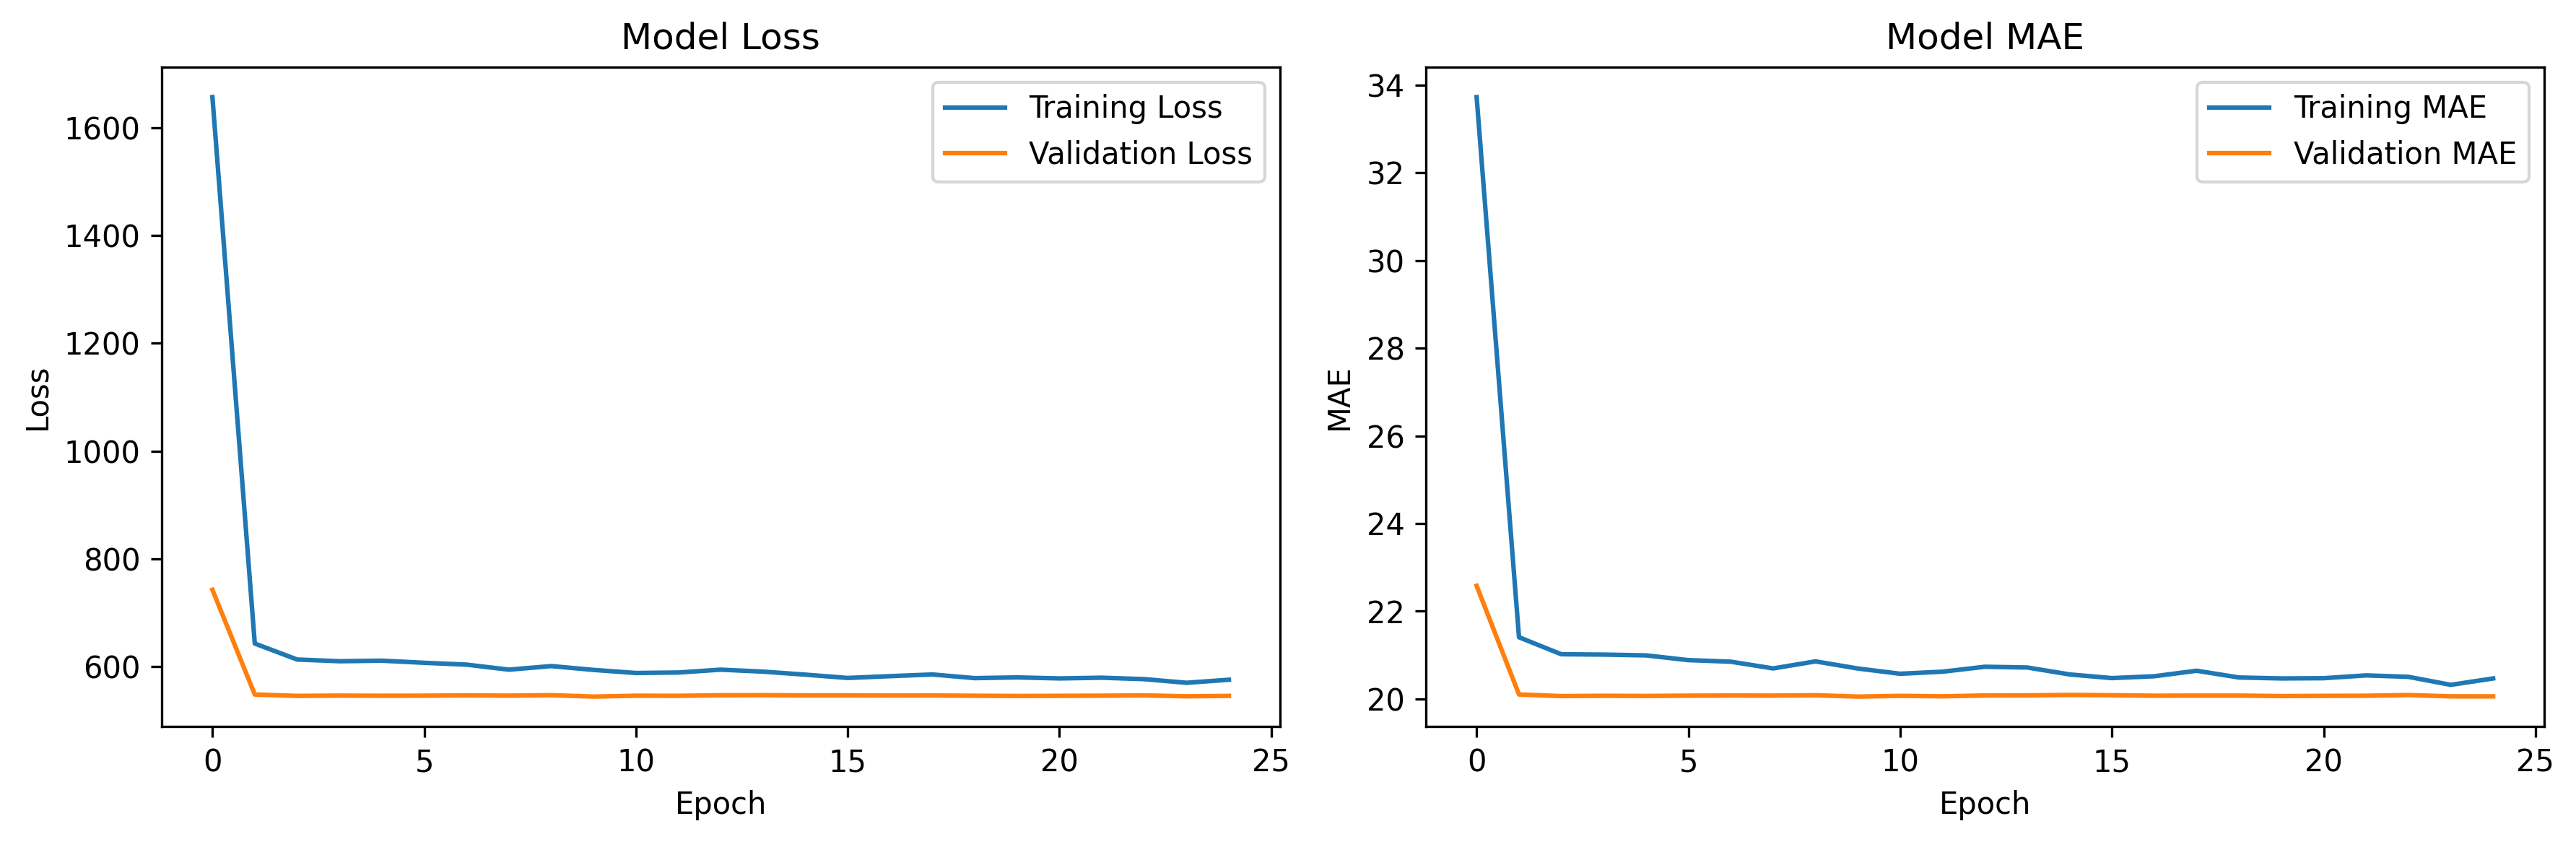 Model Loss
1600
1400
1200
1000
800
600
Loss
0 5 10 15 20 25
Epoch
Training Loss
Validation Loss
Model MAE
34
32
30
28
26
24
22
20
MAE
0 5 10 15 20 25
Epoch
Training MAE
Validation MAE